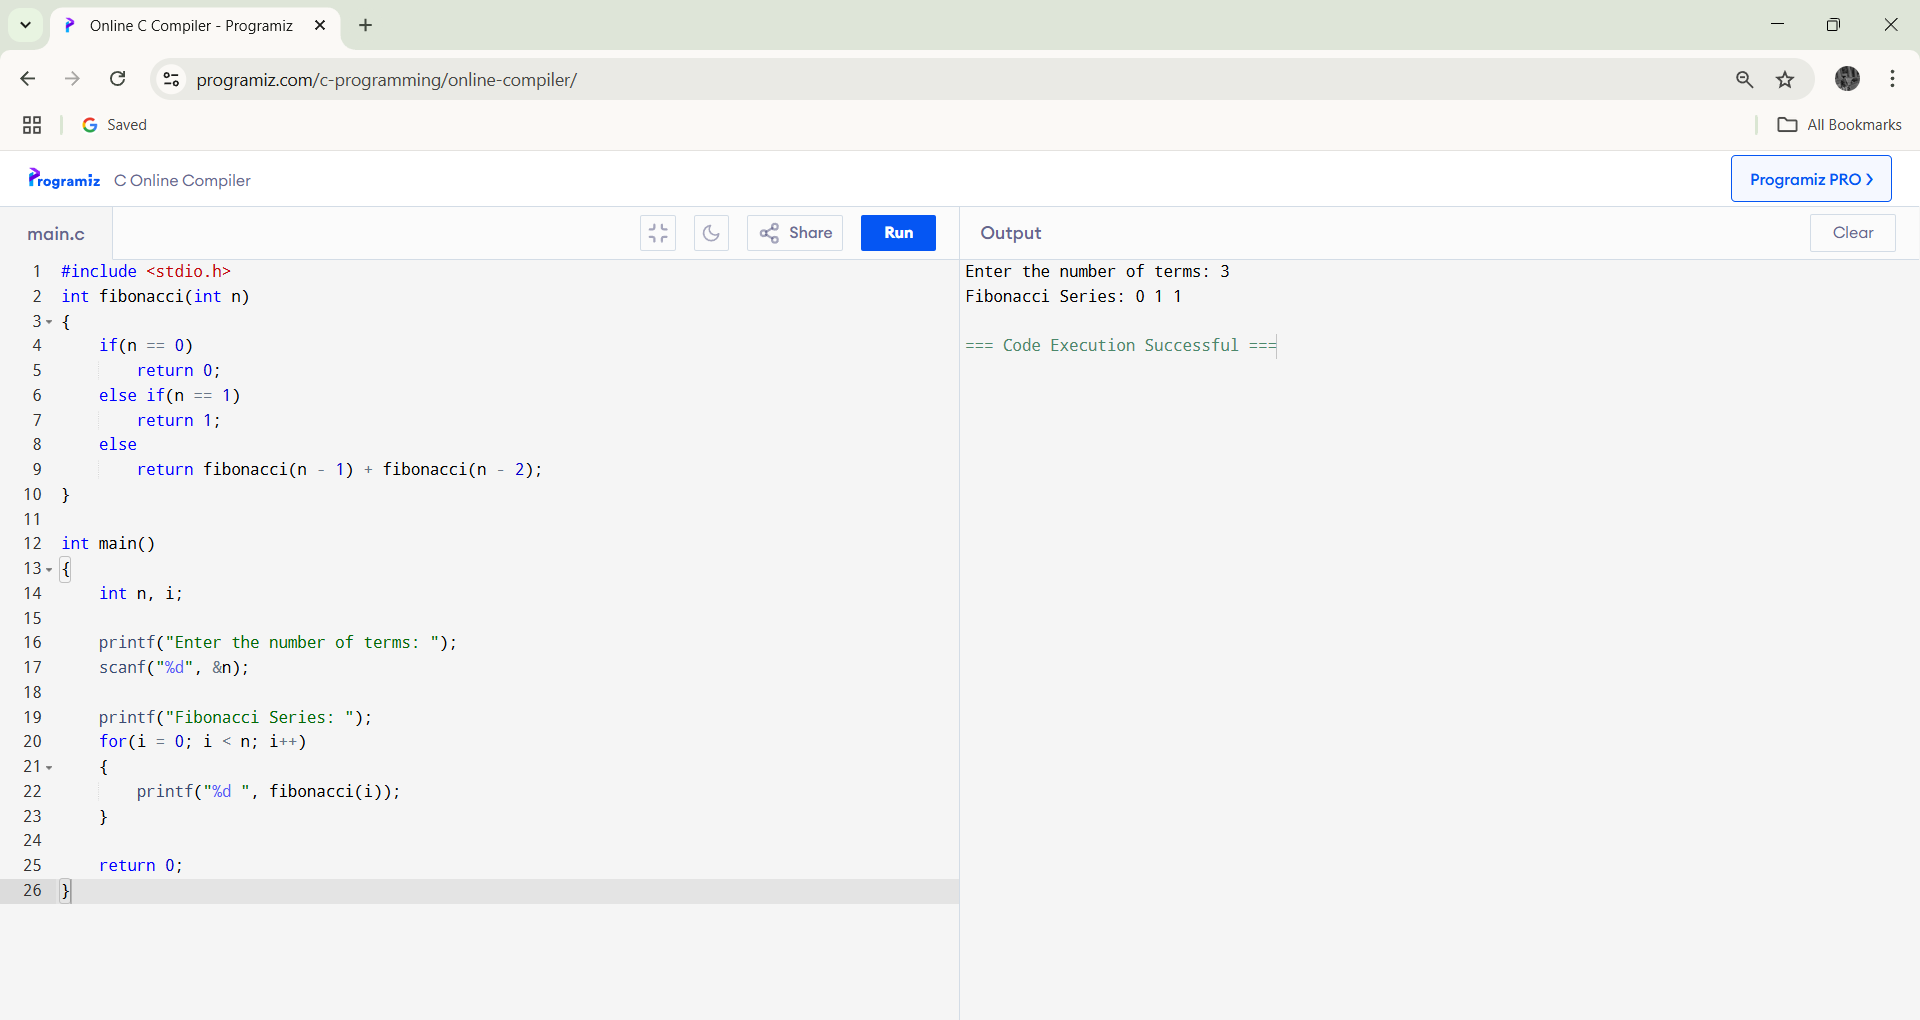 Online C Compiler - Programiz
programiz.com/c-programming/online-compiler/
Saved
All Bookmarks
Programiz C Online Compiler
Programiz PRO >
main.c
Share
Run
Output
Clear
1 #include <stdio.h>
2 int fibonacci(int n)
3 {
4     if(n == 0)
5         return 0;
6     else if(n == 1)
7         return 1;
8     else
9         return fibonacci(n - 1) + fibonacci(n - 2);
10 }
11
12 int main()
13 {
14     int n, i;
15
16     printf("Enter the number of terms: ");
17     scanf("%d", &n);
18
19     printf("Fibonacci Series: ");
20     for(i = 0; i < n; i++)
21     {
22         printf("%d ", fibonacci(i));
23     }
24
25     return 0;
26 }
Enter the number of terms: 3
Fibonacci Series: 0 1 1
=== Code Execution Successful ===